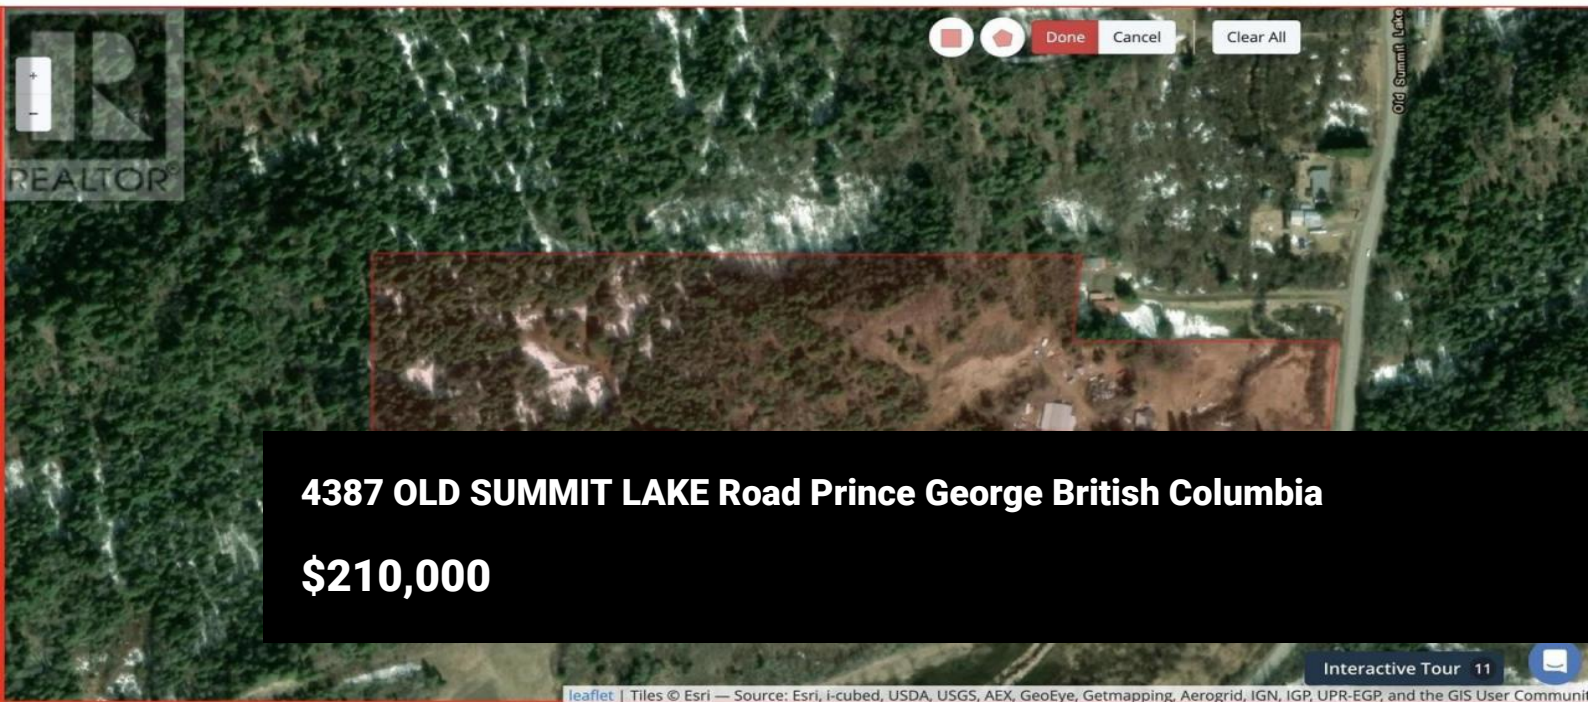 Done
Cancel
Clear All
Old Summit Lake
+
−
REALTOR®
4387 OLD SUMMIT LAKE Road Prince George British Columbia
$210,000
Interactive Tour 11
leaflet | Tiles © Esri — Source: Esri, i-cubed, USDA, USGS, AEX, GeoEye, Getmapping, Aerogrid, IGN, IGP, UPR-EGP, and the GIS User Communit